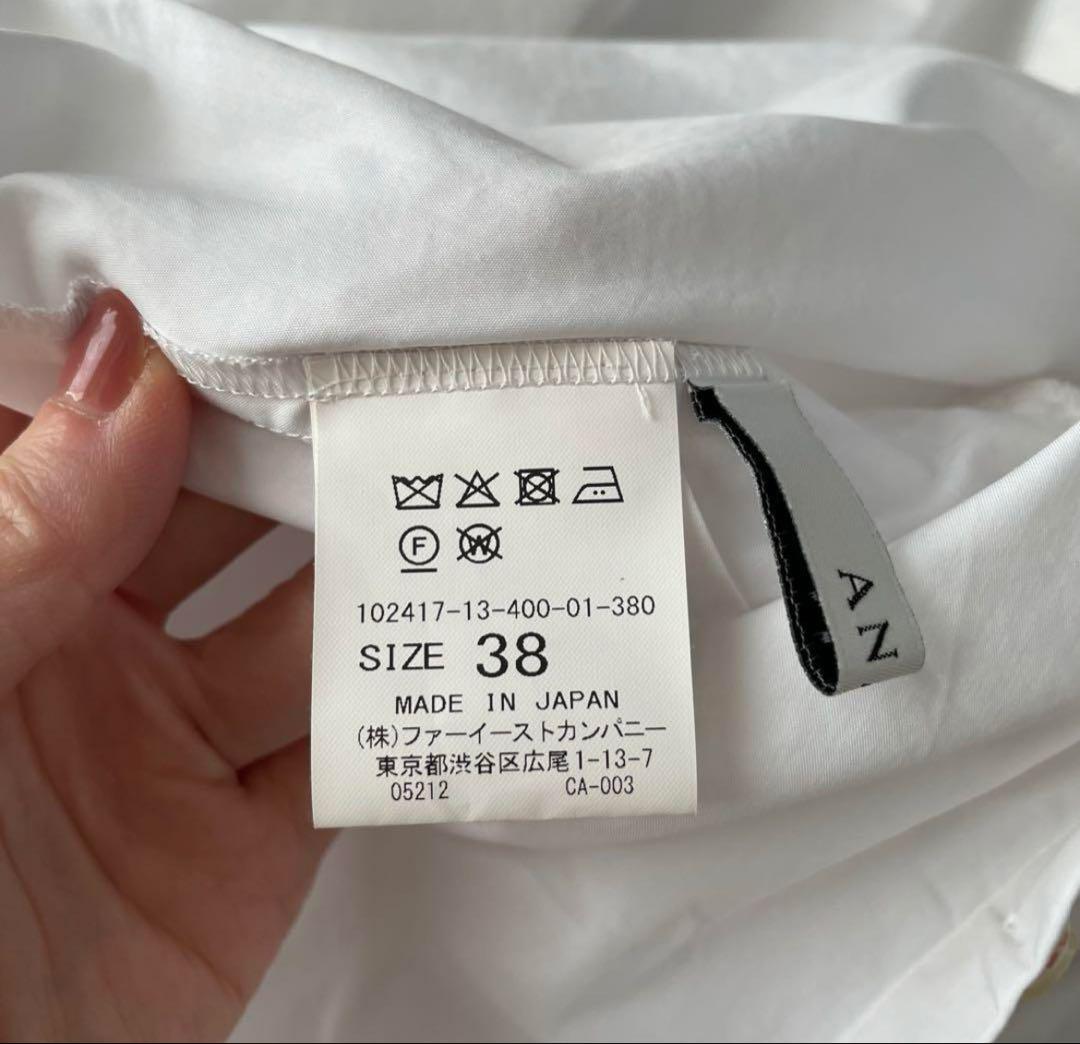 F W
102417-13-400-01-380
SIZE 38
MADE IN JAPAN
(株)ファーイーストカンパニー
東京都渋谷区広尾1-13-7
05212 CA-003
AN